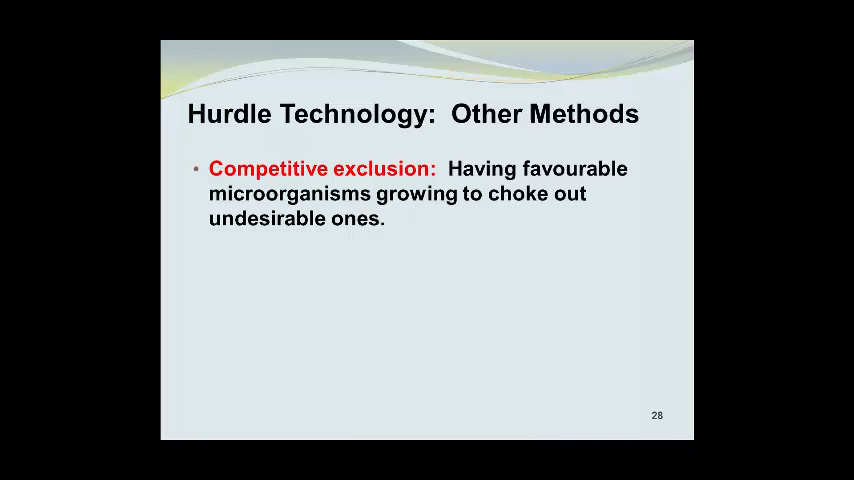 Hurdle Technology:  Other Methods
• Competitive exclusion:  Having favourable
microorganisms growing to choke out
undesirable ones.
28